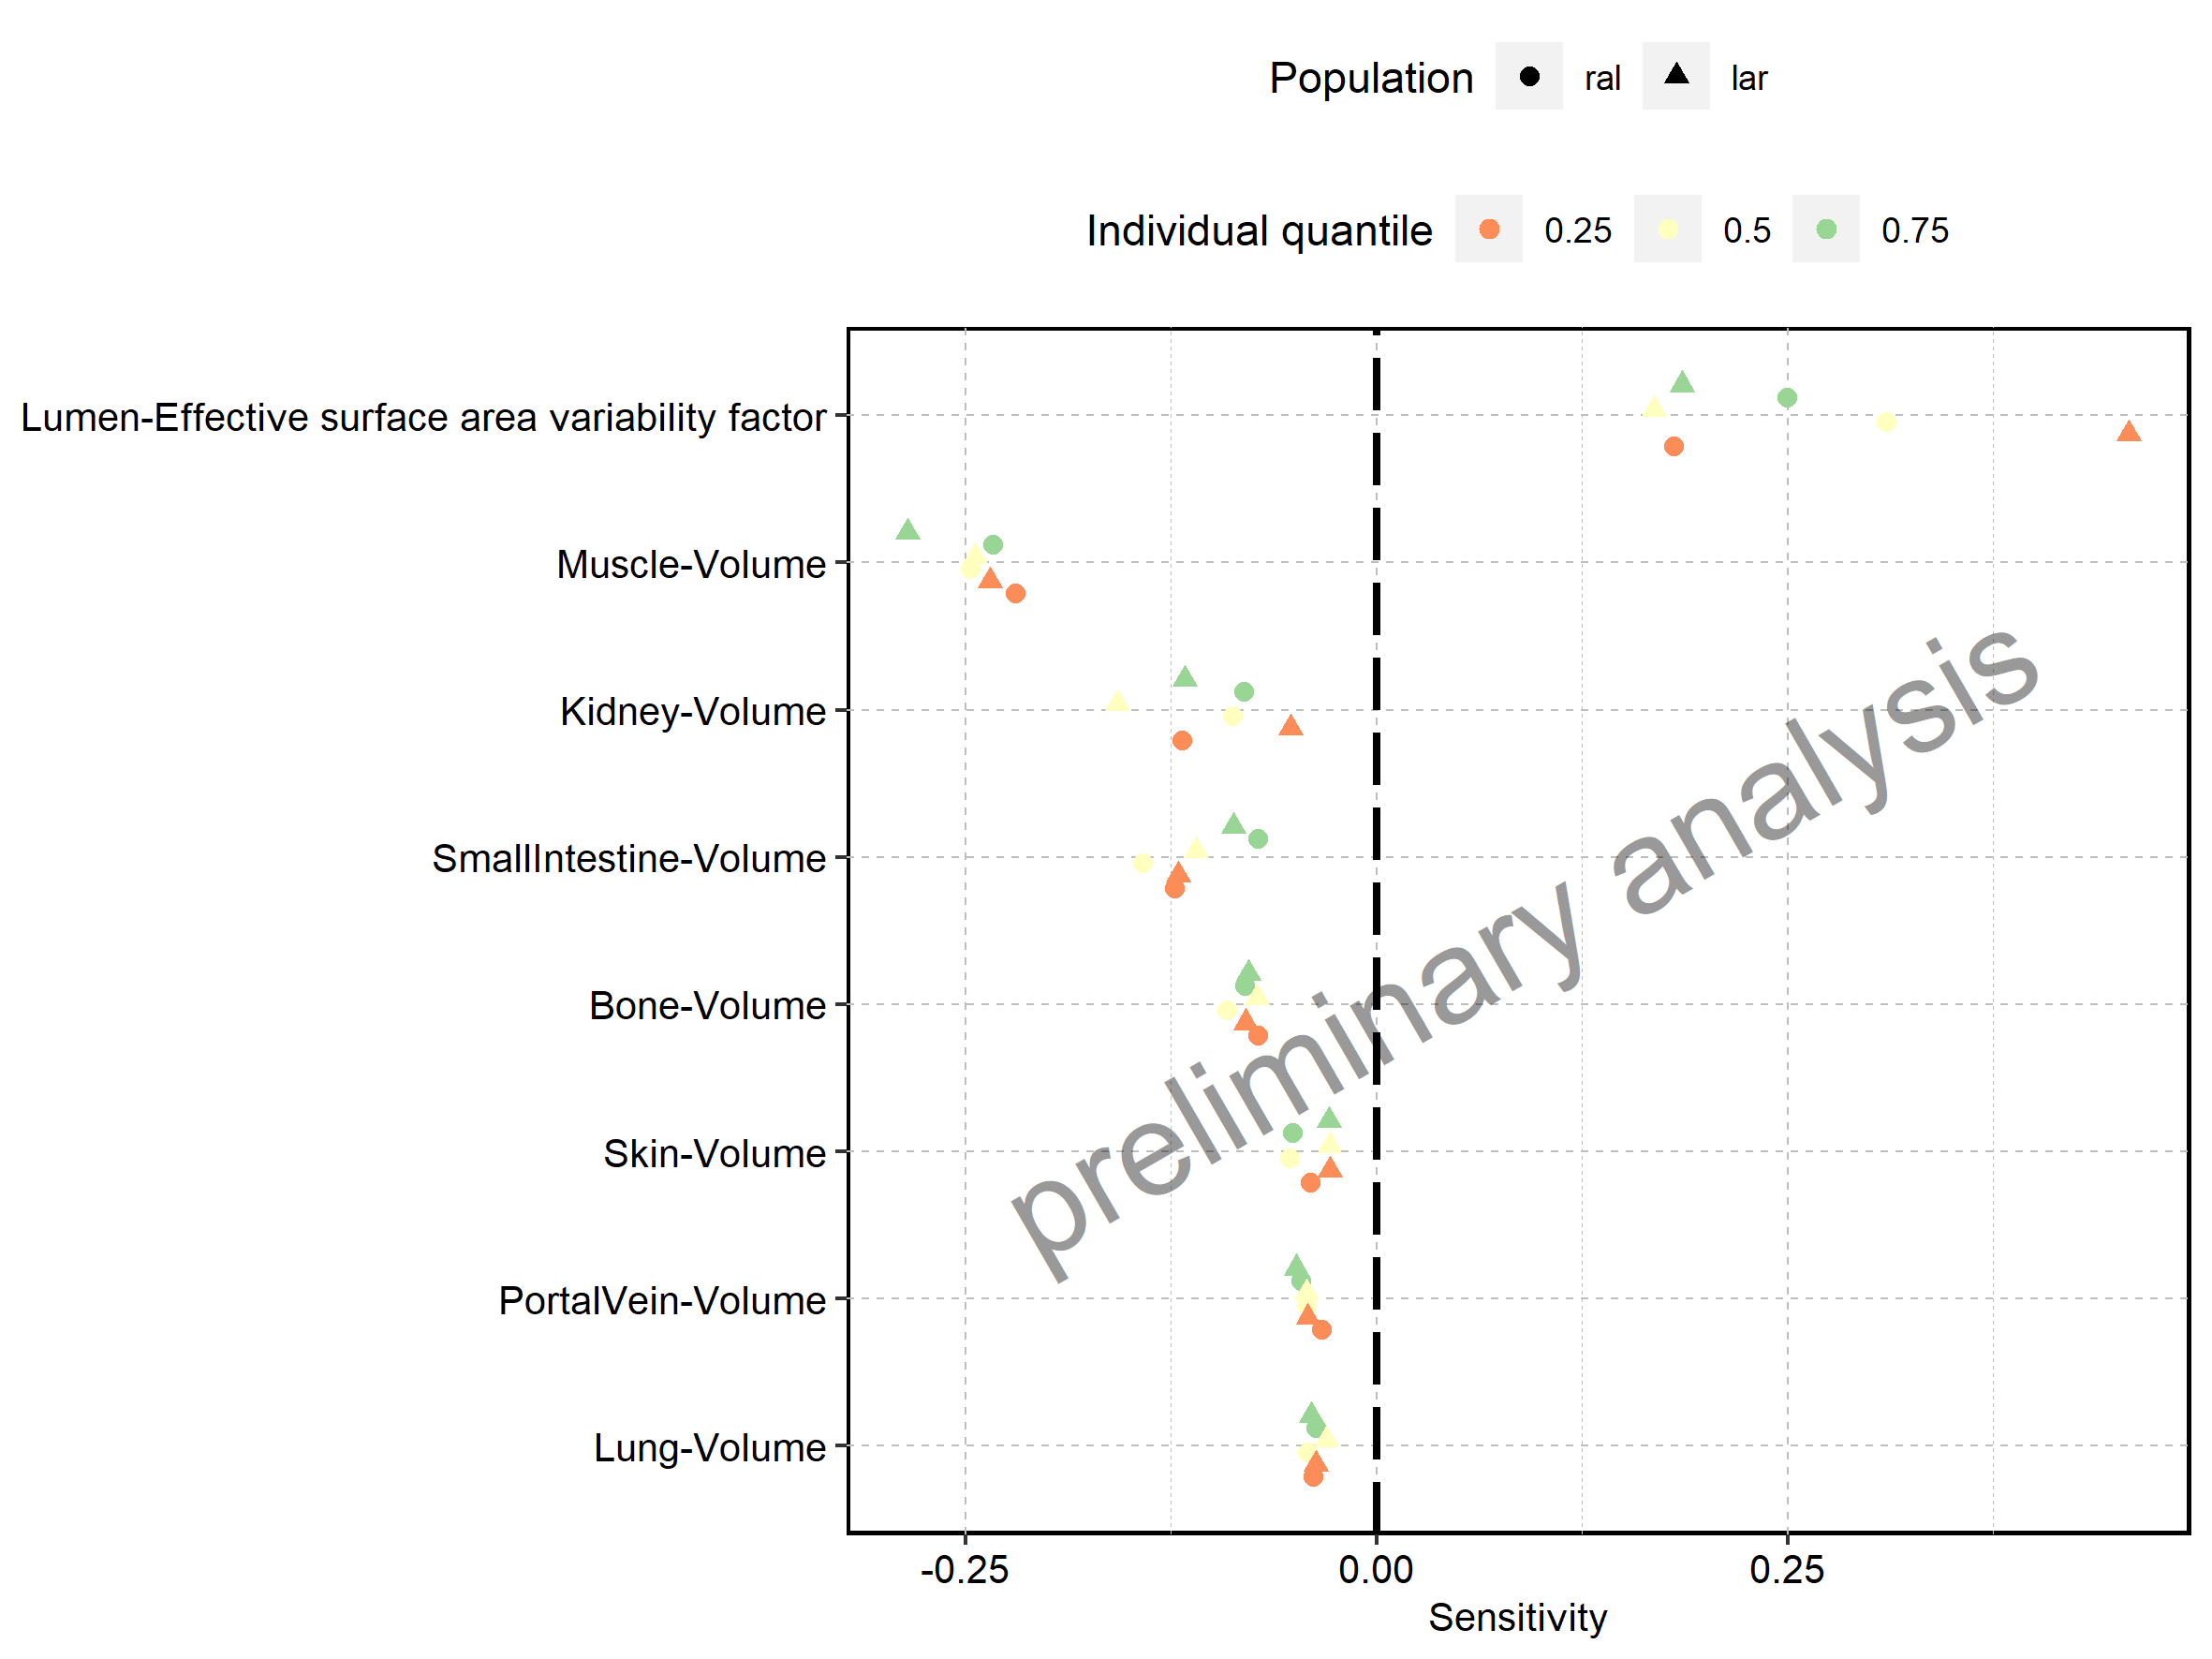 Population ral lar
Individual quantile 0.25 0.5 0.75
Lumen-Effective surface area variability factor
Muscle-Volume
Kidney-Volume
SmallIntestine-Volume
Bone-Volume
Skin-Volume
PortalVein-Volume
Lung-Volume
preliminary analysis
-0.25 0.00 0.25
Sensitivity